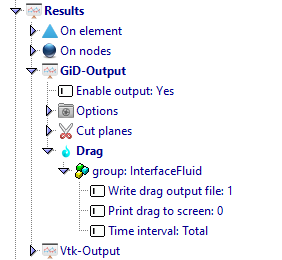 Results
On element
On nodes
GiD-Output
Enable output: Yes
Options
Cut planes
Drag
group: InterfaceFluid
Write drag output file: 1
Print drag to screen: 0
Time interval: Total
Vtk-Output